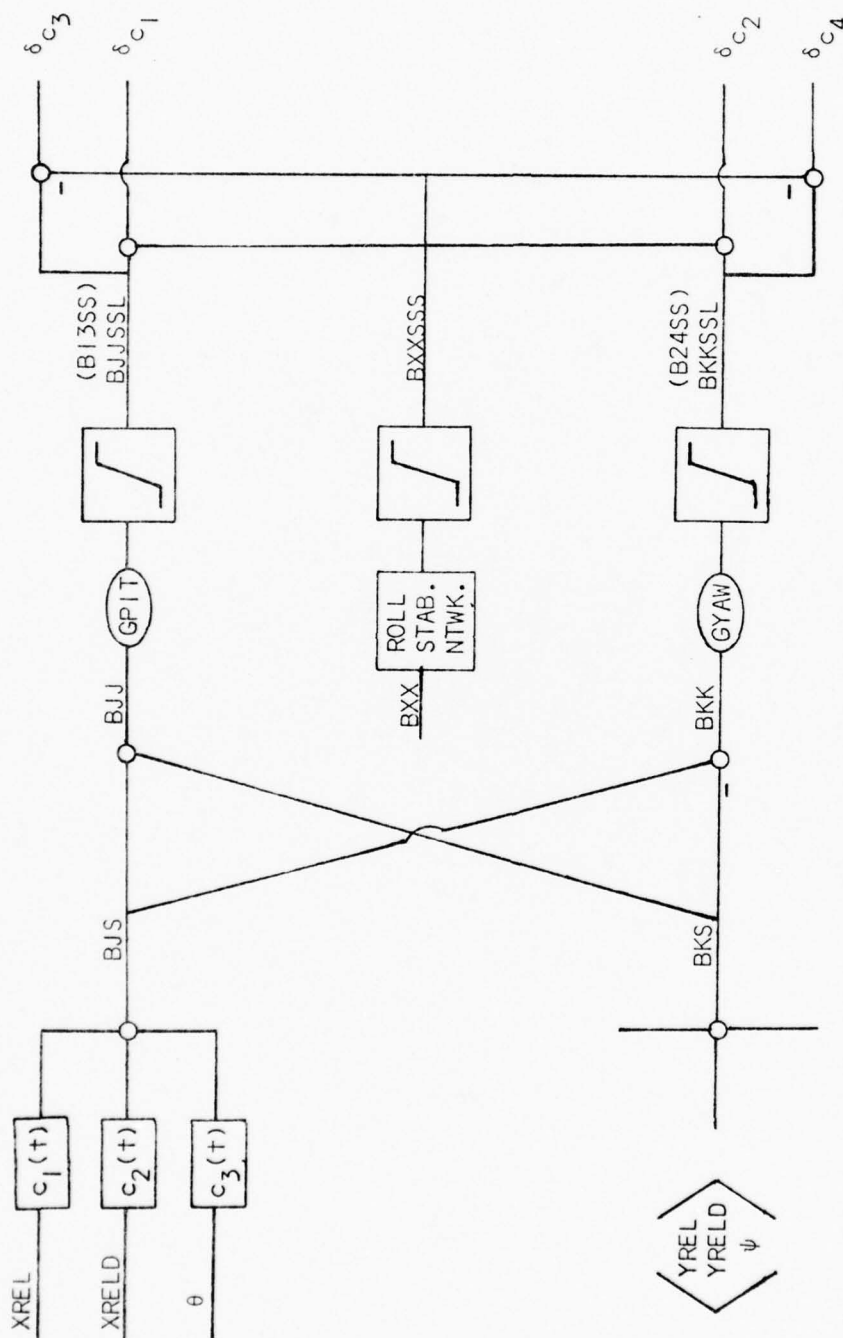 XREL
c₁(t)
XRELD
c₂(t)
θ
c₃(t)
BJS
BJJ
GPIT
(B13SS)
BJJSSL
δc₃
δc₁
-
BXX
ROLL
STAB.
NTWK.
BXXSSS
YREL
YRELD
ψ
BKS
-
BKK
GYAW
(B24SS)
BKKSSL
-
δc₂
δc₄